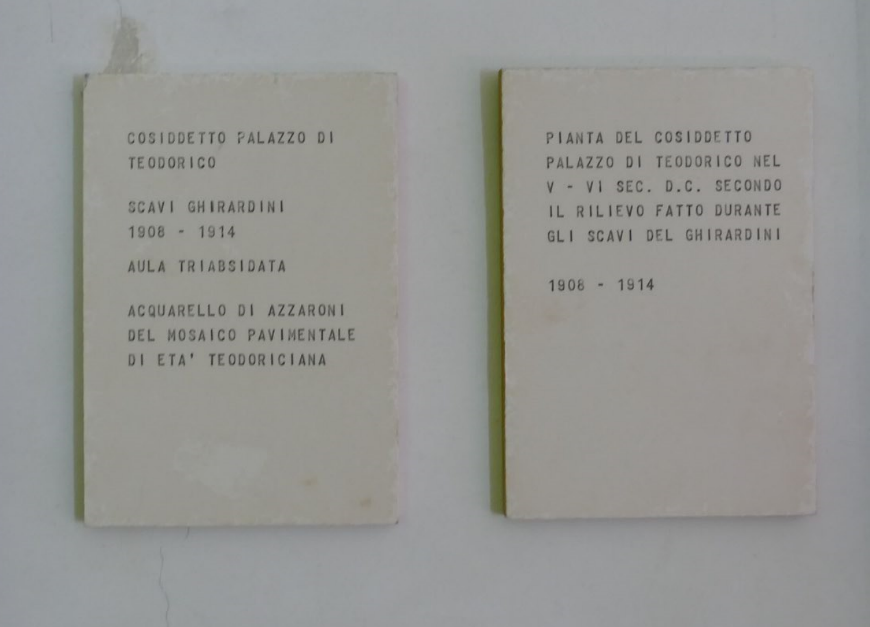 COSIDDETTO PALAZZO DI
TEODORICO
SCAVI GHIRARDINI
1908 - 1914
AULA TRIABSIDATA
ACQUARELLO DI AZZARONI
DEL MOSAICO PAVIMENTALE
DI ETA' TEODORICIANA
PIANTA DEL COSIDDETTO
PALAZZO DI TEODORICO NEL
V - VI SEC. D.C. SECONDO
IL RILIEVO FATTO DURANTE
GLI SCAVI DEL GHIRARDINI
1908 - 1914